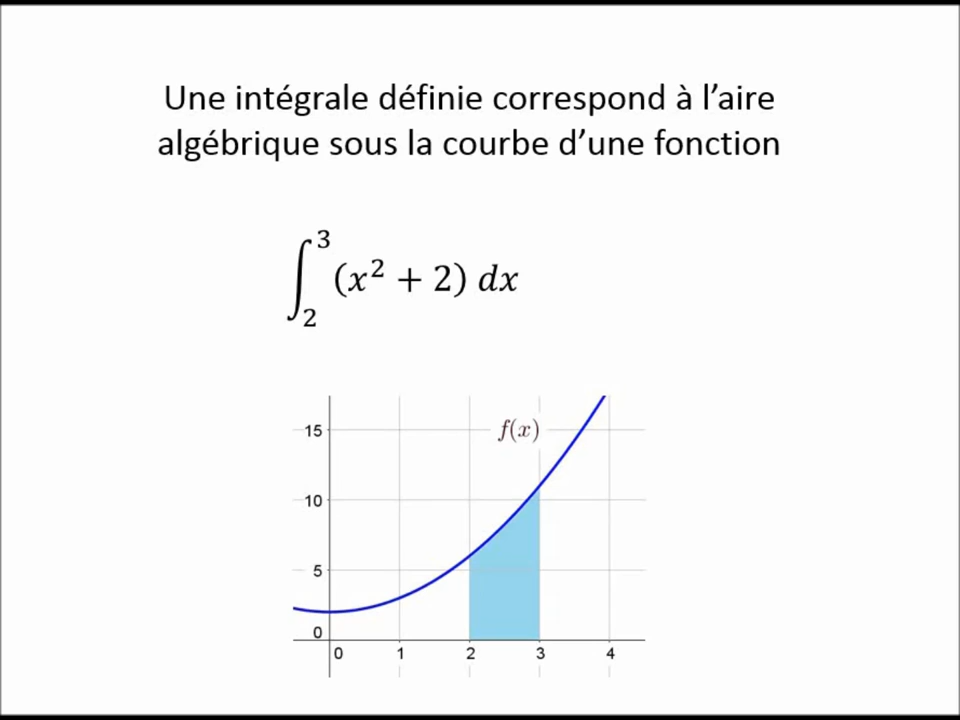 Une intégrale définie correspond à l’aire
algébrique sous la courbe d’une fonction
∫₂³ (x² + 2) dx
f(x)
15
10
5
0
0 1 2 3 4